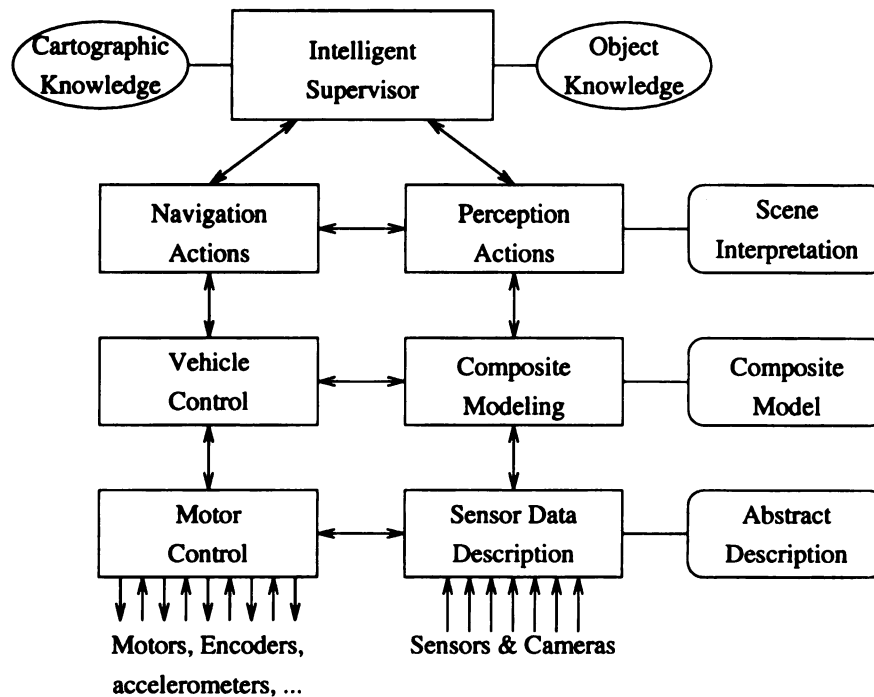 Cartographic
Knowledge
Intelligent
Supervisor
Object
Knowledge
Navigation
Actions
Perception
Actions
Scene
Interpretation
Vehicle
Control
Composite
Modeling
Composite
Model
Motor
Control
Sensor Data
Description
Abstract
Description
Motors, Encoders,
accelerometers, ...
Sensors & Cameras